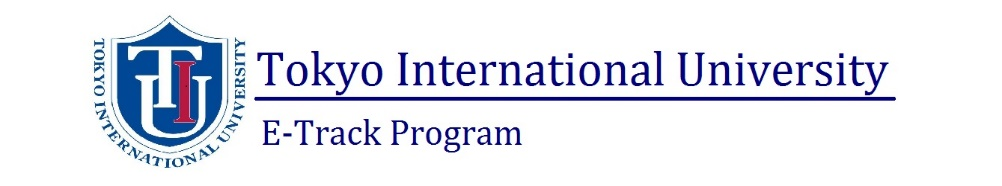 TIU
TOKYO INTERNATIONAL UNIVERSITY
Tokyo International University
E-Track Program